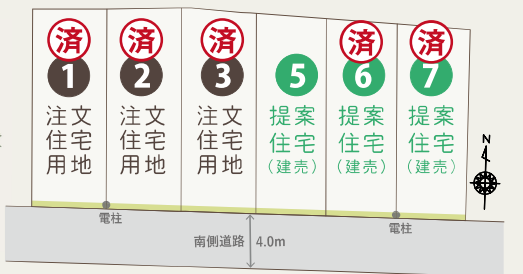 済 済 済 済 済
1 2 3 5 6 7
注文 注文 注文 提案 提案 提案
住宅 住宅 住宅 住宅 住宅 住宅
用地 用地 用地 (建売) (建売) (建売)
N
電柱 電柱
南側道路 4.0m